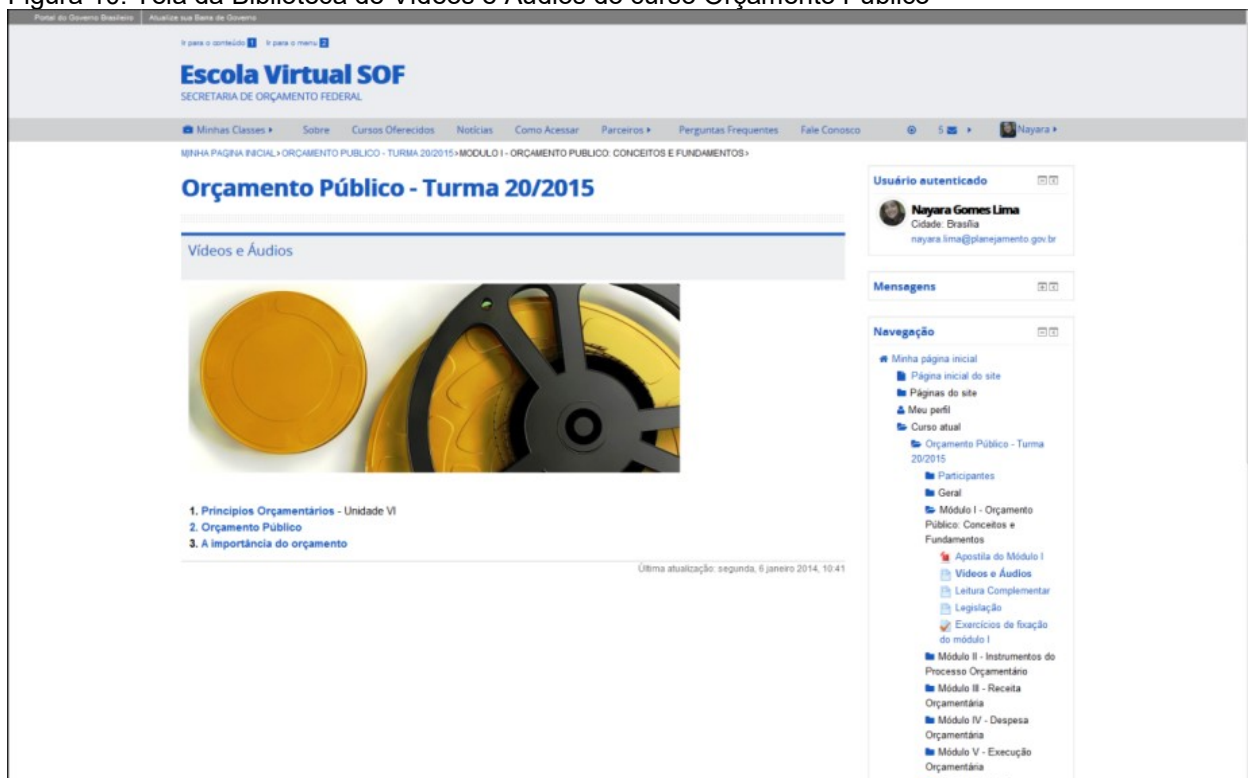 Figura 10: Tela da Biblioteca de Vídeos e Áudios do curso Orçamento Público
Portal do Governo Brasileiro Atualize sua Barra de Governo
Ir para o conteúdo 1 Ir para o menu 2
Escola Virtual SOF
SECRETARIA DE ORÇAMENTO FEDERAL
Minhas Classes Sobre Cursos Oferecidos Notícias Como Acessar Parceiros Perguntas Frequentes Fale Conosco 5 Nayara
MINHA PAGINA INICIAL>ORÇAMENTO PUBLICO - TURMA 20/2015>MODULO I - ORÇAMENTO PUBLICO: CONCEITOS E FUNDAMENTOS>
Orçamento Público - Turma 20/2015
Vídeos e Áudios
1. Princípios Orçamentários - Unidade VI
2. Orçamento Público
3. A importância do orçamento
Última atualização: segunda, 6 janeiro 2014, 10:41
Usuário autenticado
Nayara Gomes Lima
Cidade: Brasília
nayara.lima@planejamento.gov.br
Mensagens
Navegação
Minha página inicial
Página inicial do site
Páginas do site
Meu perfil
Curso atual
Orçamento Público - Turma
20/2015
Participantes
Geral
Módulo I - Orçamento
Público: Conceitos e
Fundamentos
Apostila do Módulo I
Vídeos e Áudios
Leitura Complementar
Legislação
Exercícios de fixação
do módulo I
Módulo II - Instrumentos do
Processo Orçamentário
Módulo III - Receita
Orçamentária
Módulo IV - Despesa
Orçamentária
Módulo V - Execução
Orçamentária